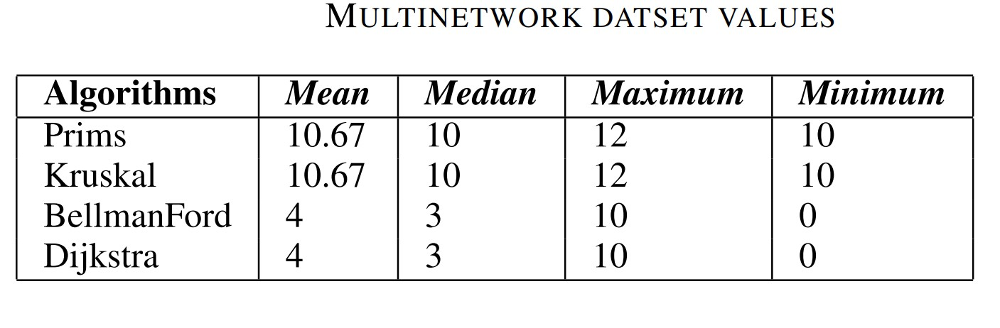 MULTINETWORK DATSET VALUES
Algorithms Mean Median Maximum Minimum
Prims 10.67 10 12 10
Kruskal 10.67 10 12 10
BellmanFord 4 3 10 0
Dijkstra 4 3 10 0